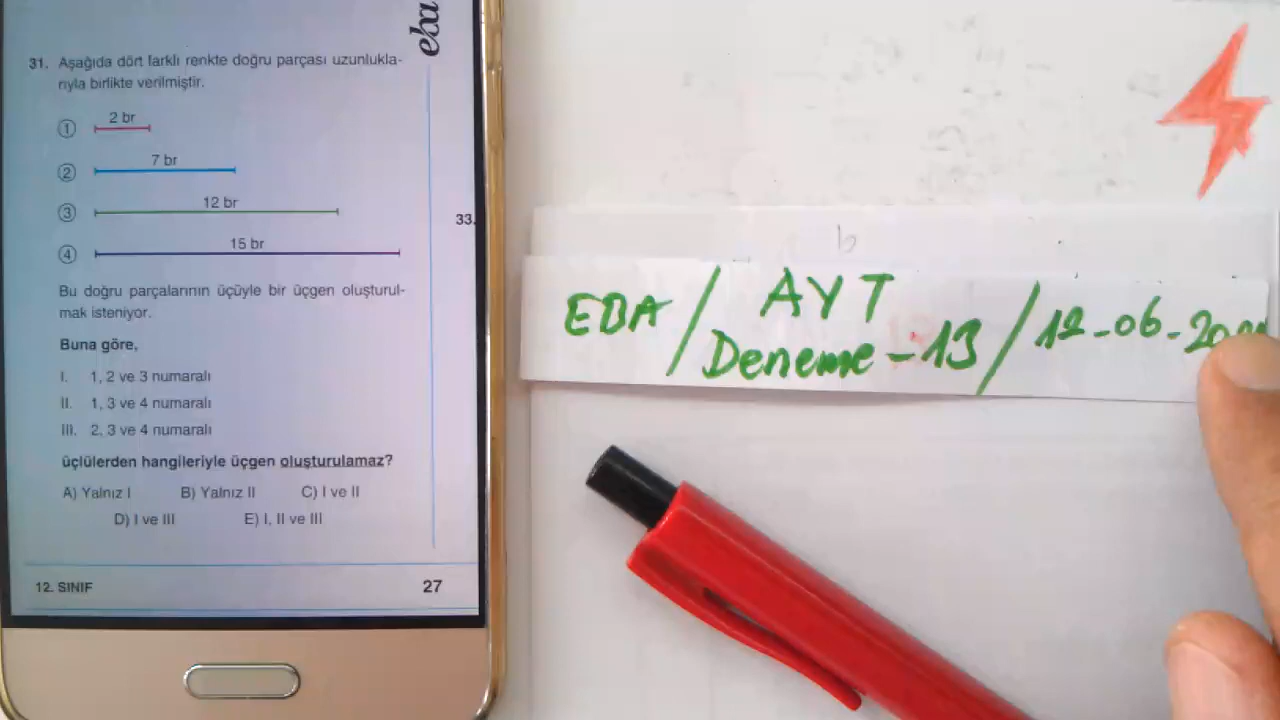 eba
31. Aşağıda dört farklı renkte doğru parçası uzunlukla-
rıyla birlikte verilmiştir.
① 2 br
② 7 br
③ 12 br
④ 15 br
33.
Bu doğru parçalarının üçüyle bir üçgen oluşturul-
mak isteniyor.
Buna göre,
I. 1, 2 ve 3 numaralı
II. 1, 3 ve 4 numaralı
III. 2, 3 ve 4 numaralı
üçlülerden hangileriyle üçgen oluşturulamaz?
A) Yalnız I B) Yalnız II C) I ve II
D) I ve III E) I, II ve III
12. SINIF 27
b
EBA / AYT
Deneme - 13 / 12-06-